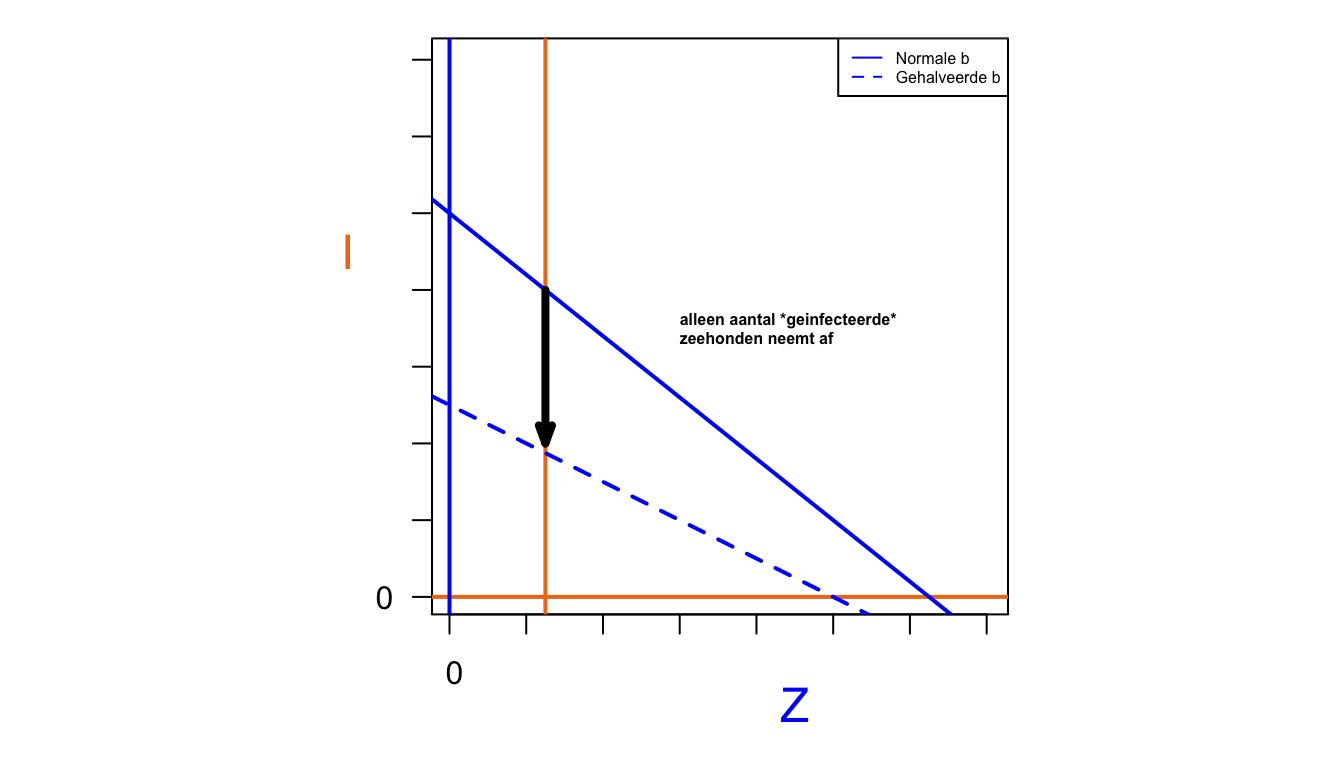 Normale b
Gehalveerde b
I
alleen aantal *geinfecteerde*
zeehonden neemt af
0
0
Z